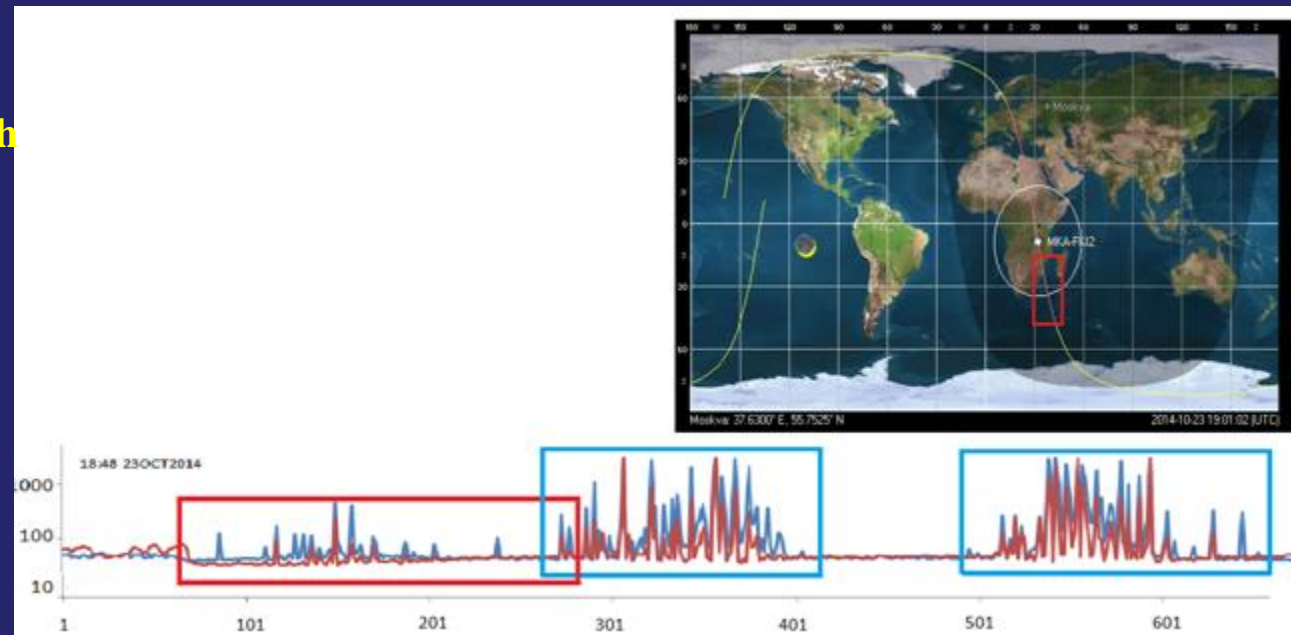 h
Moskva
MKA-FKI2
Moskva: 37.6300° E, 55.7525° N
2014-10-23 19:01:02 (UTC)
18:48 23OCT2014
1000
100
10
1 101 201 301 401 501 601